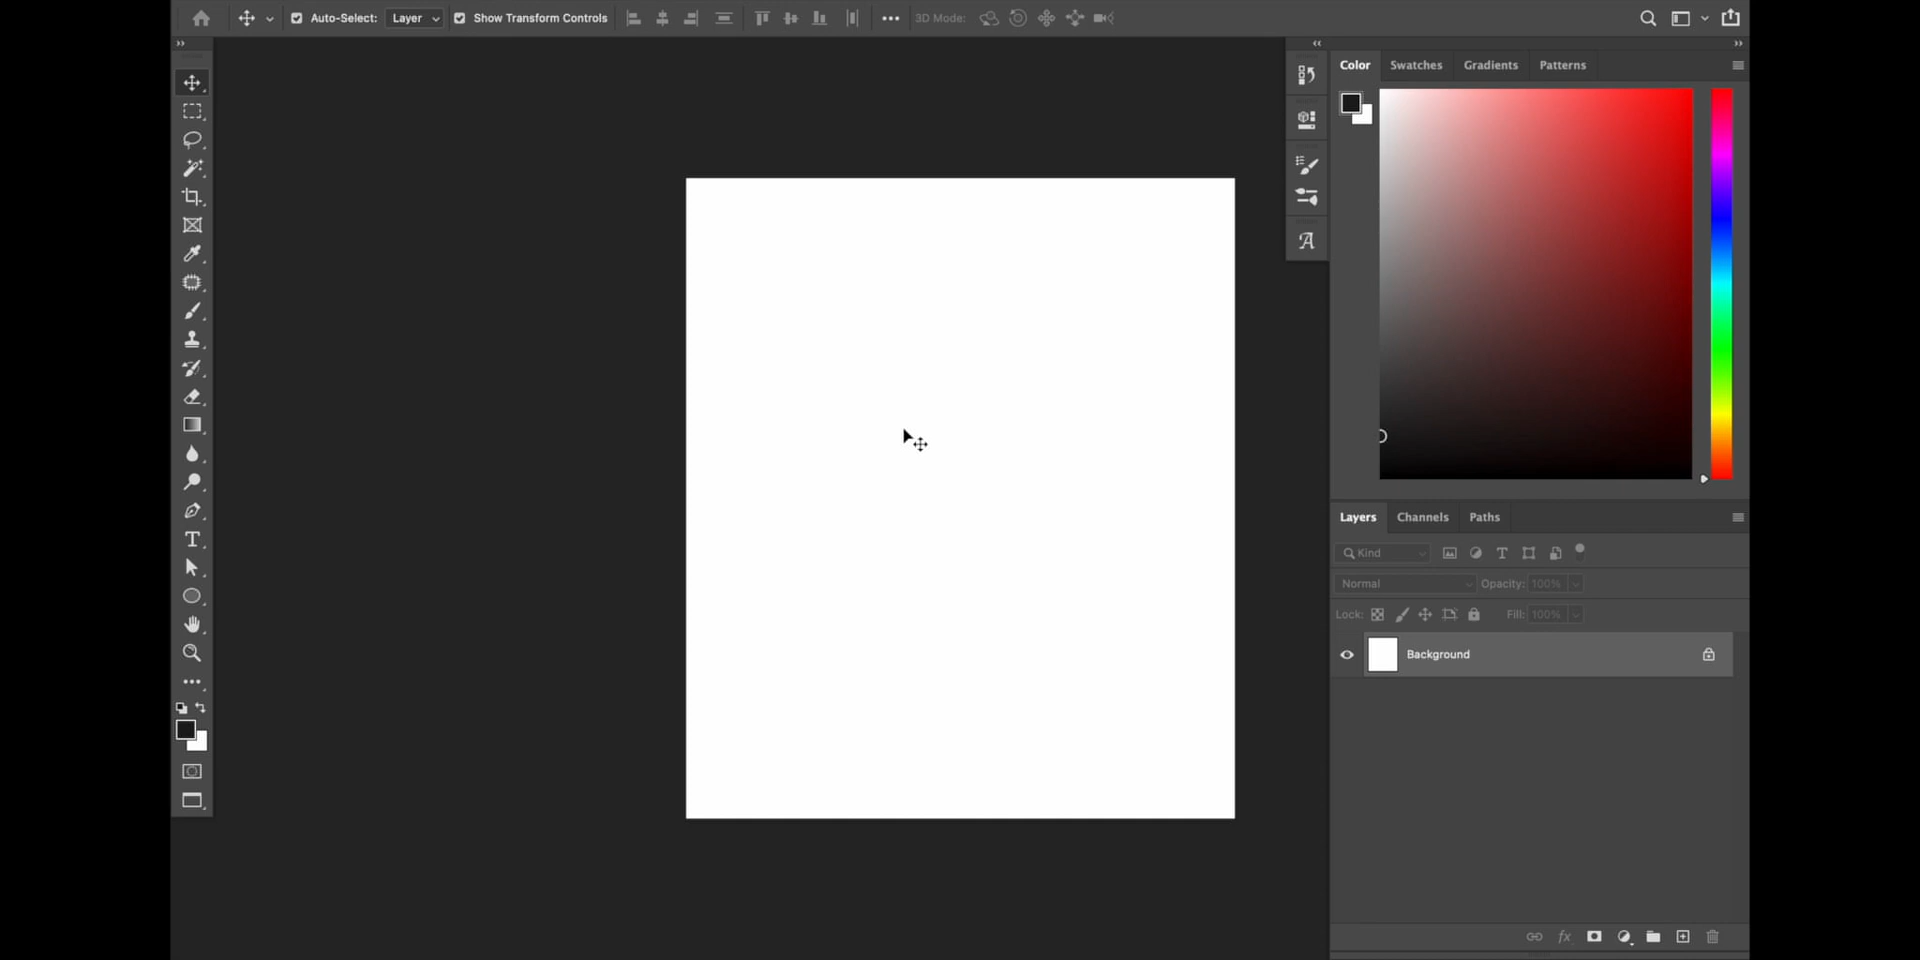 Auto-Select: Layer Show Transform Controls 3D Mode:
Color Swatches Gradients Patterns
Layers Channels Paths
Kind
Normal Opacity: 100%
Lock: Fill: 100%
Background
fx